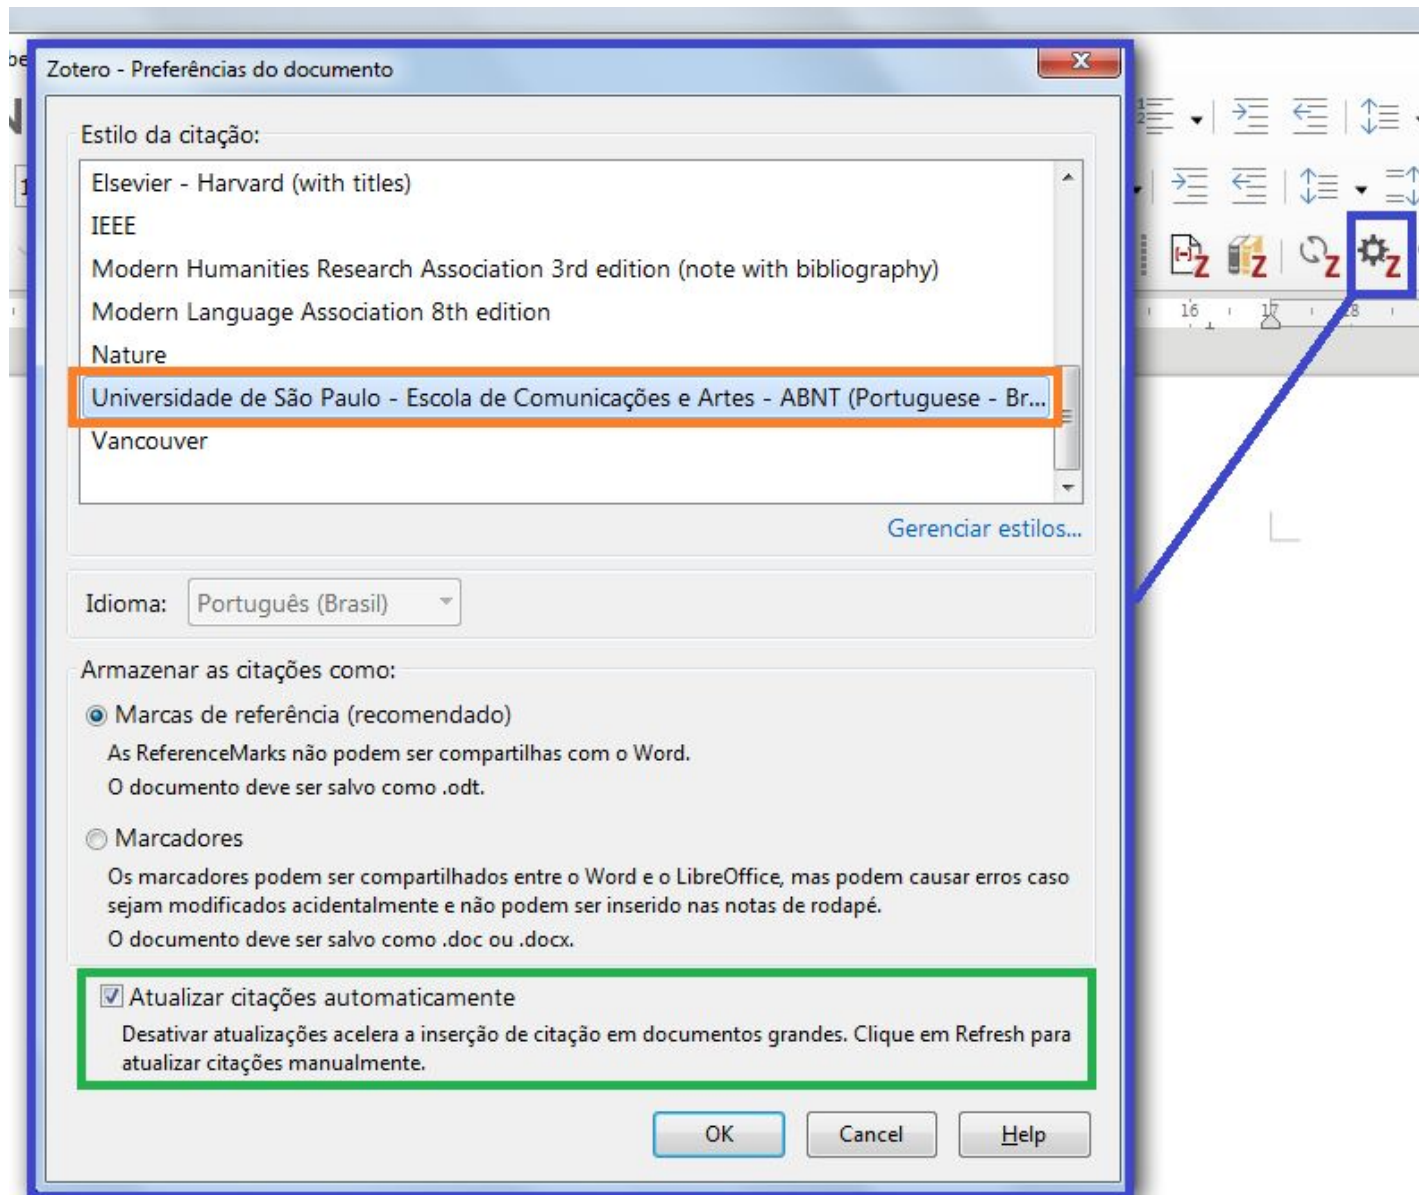 Zotero - Preferências do documento
Estilo da citação:
Elsevier - Harvard (with titles)
IEEE
Modern Humanities Research Association 3rd edition (note with bibliography)
Modern Language Association 8th edition
Nature
Universidade de São Paulo - Escola de Comunicações e Artes - ABNT (Portuguese - Br...
Vancouver
Gerenciar estilos...
Idioma: Português (Brasil)
Armazenar as citações como:
Marcas de referência (recomendado)
As ReferenceMarks não podem ser compartilhas com o Word.
O documento deve ser salvo como .odt.
Marcadores
Os marcadores podem ser compartilhados entre o Word e o LibreOffice, mas podem causar erros caso
sejam modificados acidentalmente e não podem ser inserido nas notas de rodapé.
O documento deve ser salvo como .doc ou .docx.
Atualizar citações automaticamente
Desativar atualizações acelera a inserção de citação em documentos grandes. Clique em Refresh para
atualizar citações manualmente.
OK Cancel Help
Z Z Z Z
16 17 18